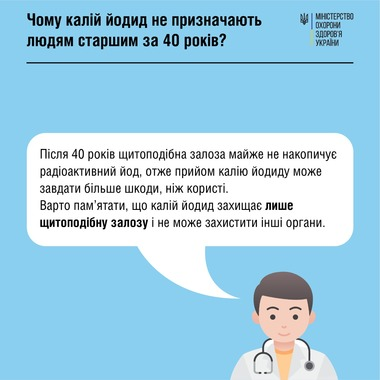 Чому калій йодид не призначають
людям старшим за 40 років?
МІНІСТЕРСТВО
ОХОРОНИ
ЗДОРОВ'Я
УКРАЇНИ
Після 40 років щитоподібна залоза майже не накопичує
радіоактивний йод, отже прийом калію йодиду може
завдати більше шкоди, ніж користі.
Варто пам'ятати, що калій йодид захищає лише
щитоподібну залозу і не може захистити інші органи.